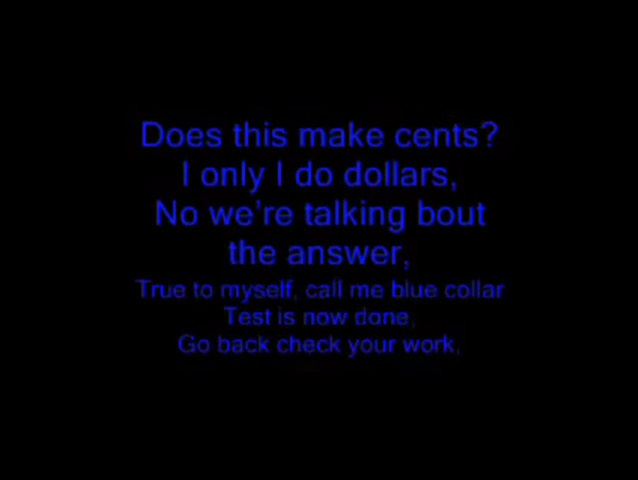 Does this make cents?
I only I do dollars,
No we're talking bout
the answer,
True to myself, call me blue collar
Test is now done,
Go back check your work,